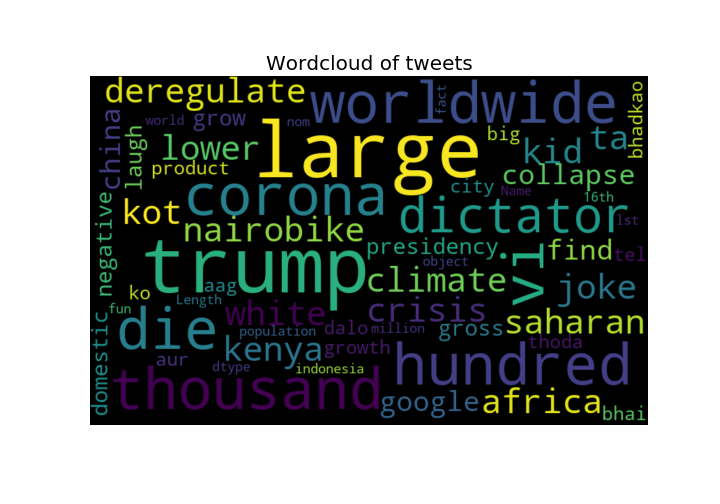 Wordcloud of tweets
deregulate worldwide fact bhadkao
world grow nom
china laugh lower large big kid ta
product collapse
corona city Name 16th
kot dictator lst
negative nairobike presidency find tel
trump object v1
aag climate joke
ko Length
fun white crisis saharan
die population dalo million gross
domestic kenya growth thoda
aur dtype indonesia hundred
thousand google africa bhai